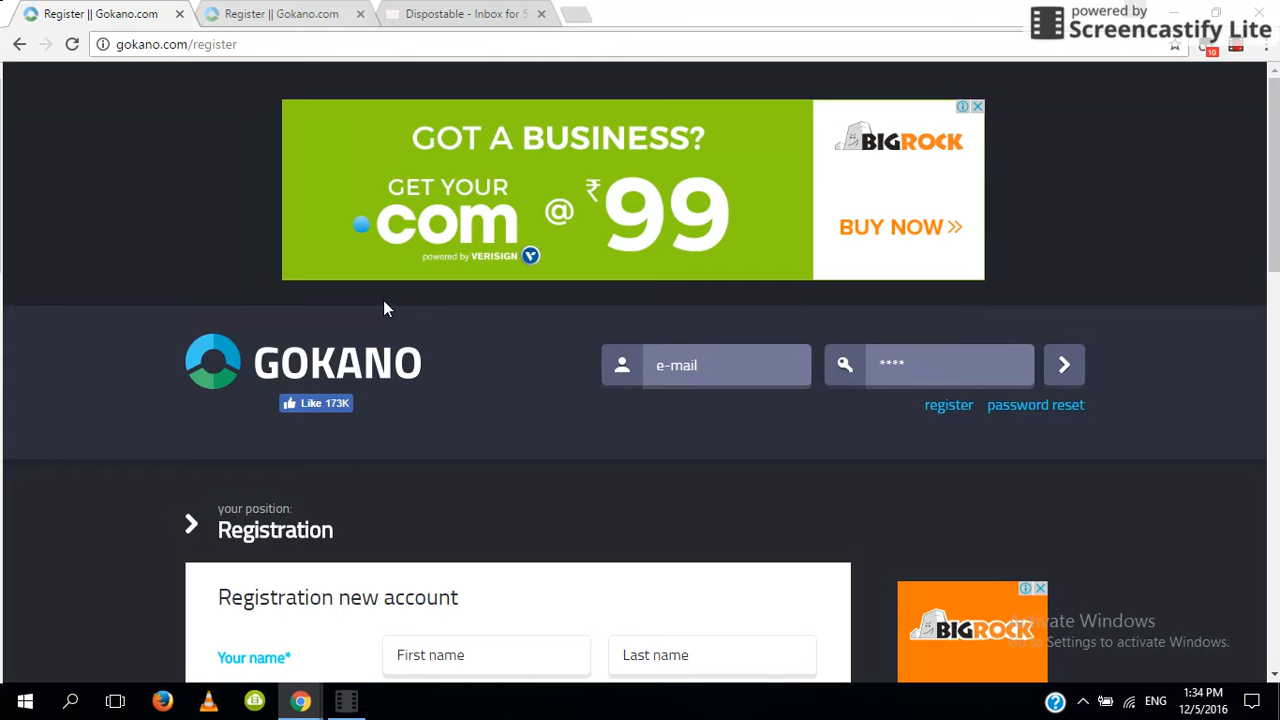 Register || Gokano.com
Register || Gokano.com
Dispostable - Inbox for S
powered by
Screencastify Lite
gokano.com/register
10
GOT A BUSINESS?
GET YOUR
.com @ ₹99
powered by VERISIGN
BIGROCK
BUY NOW »
GOKANO
Like 173K
e-mail
****
register password reset
your position:
Registration
Registration new account
Your name*
First name
Last name
BIGROCK
Activate Windows
Go to Settings to activate Windows.
ENG
1:34 PM
12/5/2016